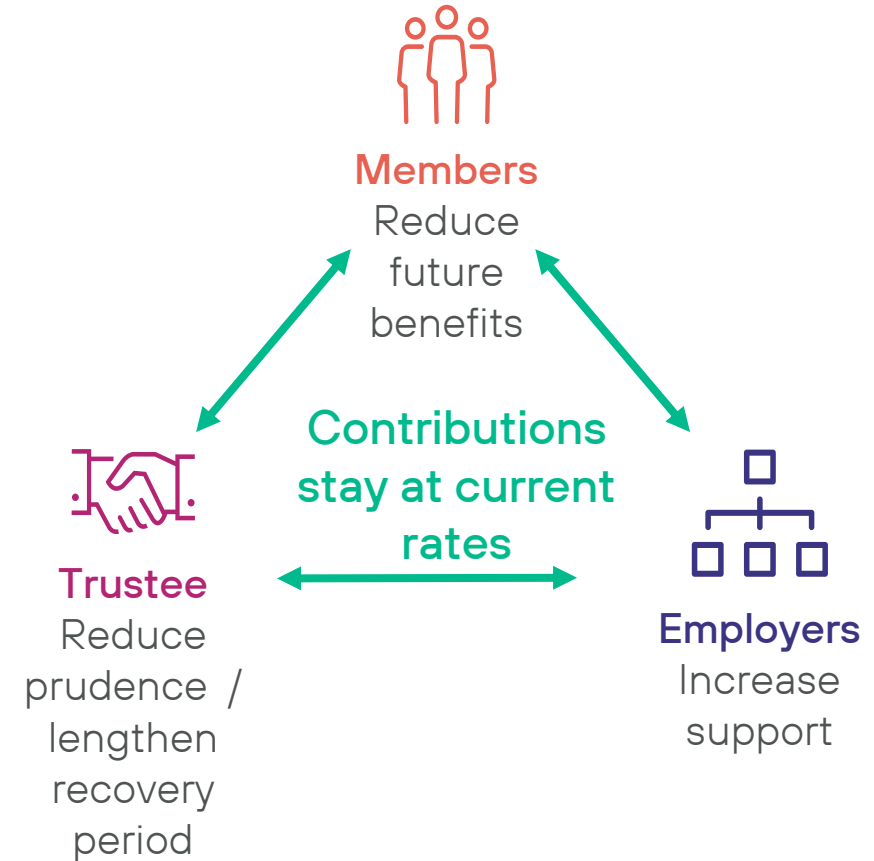 Members
Reduce
future
benefits
Contributions
stay at current
rates
Trustee
Reduce
prudence /
lengthen
recovery
period
Employers
Increase
support